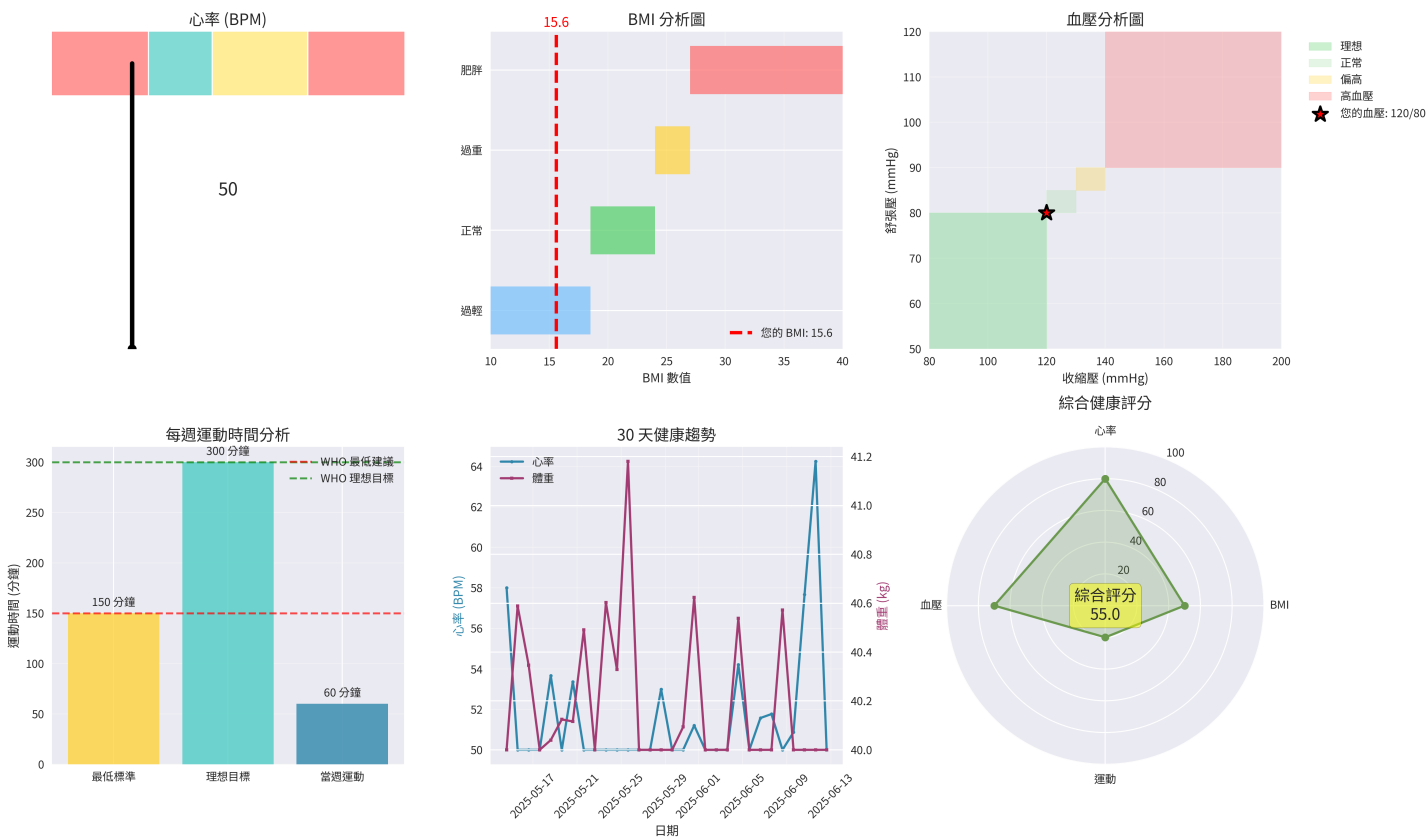 心率 (BPM)
50
BMI 分析圖
15.6
肥胖
過重
正常
過輕
您的 BMI: 15.6
10 15 20 25 30 35 40
BMI 數值
血壓分析圖
舒張壓 (mmHg)
120
110
100
90
80
70
60
50
80 100 120 140 160 180 200
收縮壓 (mmHg)
理想
正常
偏高
高血壓
您的血壓: 120/80
每週運動時間分析
運動時間 (分鐘)
300
250
200
150
100
50
0
150 分鐘
300 分鐘
60 分鐘
WHO 最低建議
WHO 理想目標
最低標準 理想目標 當週運動
30 天健康趨勢
心率
體重
心率 (BPM)
64
62
60
58
56
54
52
50
41.2
41.0
40.8
40.6
40.4
40.2
40.0
體重 (kg)
2025-05-17 2025-05-21 2025-05-25 2025-05-29 2025-06-01 2025-06-05 2025-06-09 2025-06-13
日期
綜合健康評分
心率
100
80
60
40
20
血壓
BMI
綜合評分
55.0
運動